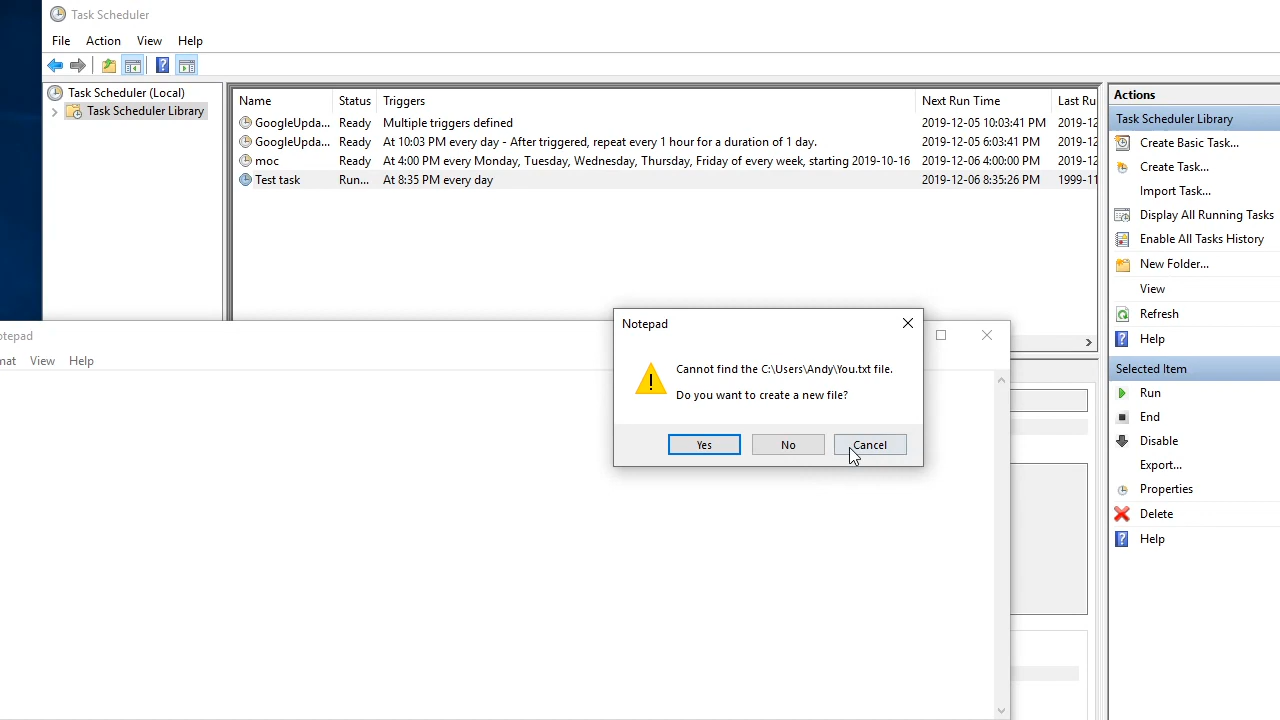 Task Scheduler
File Action View Help
Task Scheduler (Local)
Task Scheduler Library
Name Status Triggers Next Run Time Last Ru
GoogleUpda... Ready Multiple triggers defined 2019-12-05 10:03:41 PM 2019-12
GoogleUpda... Ready At 10:03 PM every day - After triggered, repeat every 1 hour for a duration of 1 day. 2019-12-05 6:03:41 PM 2019-12
moc Ready At 4:00 PM every Monday, Tuesday, Wednesday, Thursday, Friday of every week, starting 2019-10-16 2019-12-06 4:00:00 PM 2019-12
Test task Run... At 8:35 PM every day 2019-12-06 8:35:26 PM 1999-11
Actions
Task Scheduler Library
Create Basic Task...
Create Task...
Import Task...
Display All Running Tasks
Enable All Tasks History
New Folder...
View
Refresh
Help
Selected Item
Run
End
Disable
Export...
Properties
Delete
Help
otepad
mat View Help
Notepad
Cannot find the C:\Users\Andy\You.txt file.
Do you want to create a new file?
Yes No Cancel